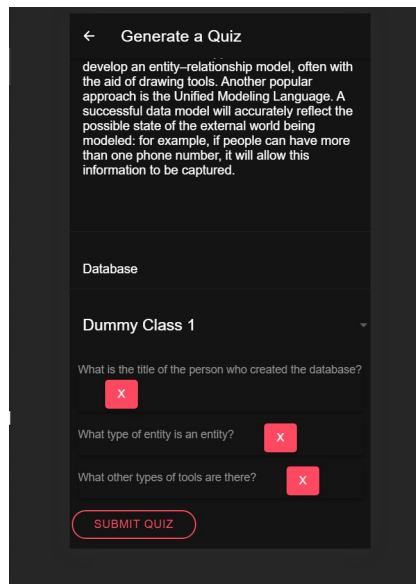 ← Generate a Quiz
develop an entity–relationship model, often with
the aid of drawing tools. Another popular
approach is the Unified Modeling Language. A
successful data model will accurately reflect the
possible state of the external world being
modeled: for example, if people can have more
than one phone number, it will allow this
information to be captured.
Database
Dummy Class 1
What is the title of the person who created the database?
X
What type of entity is an entity? X
What other types of tools are there? X
SUBMIT QUIZ